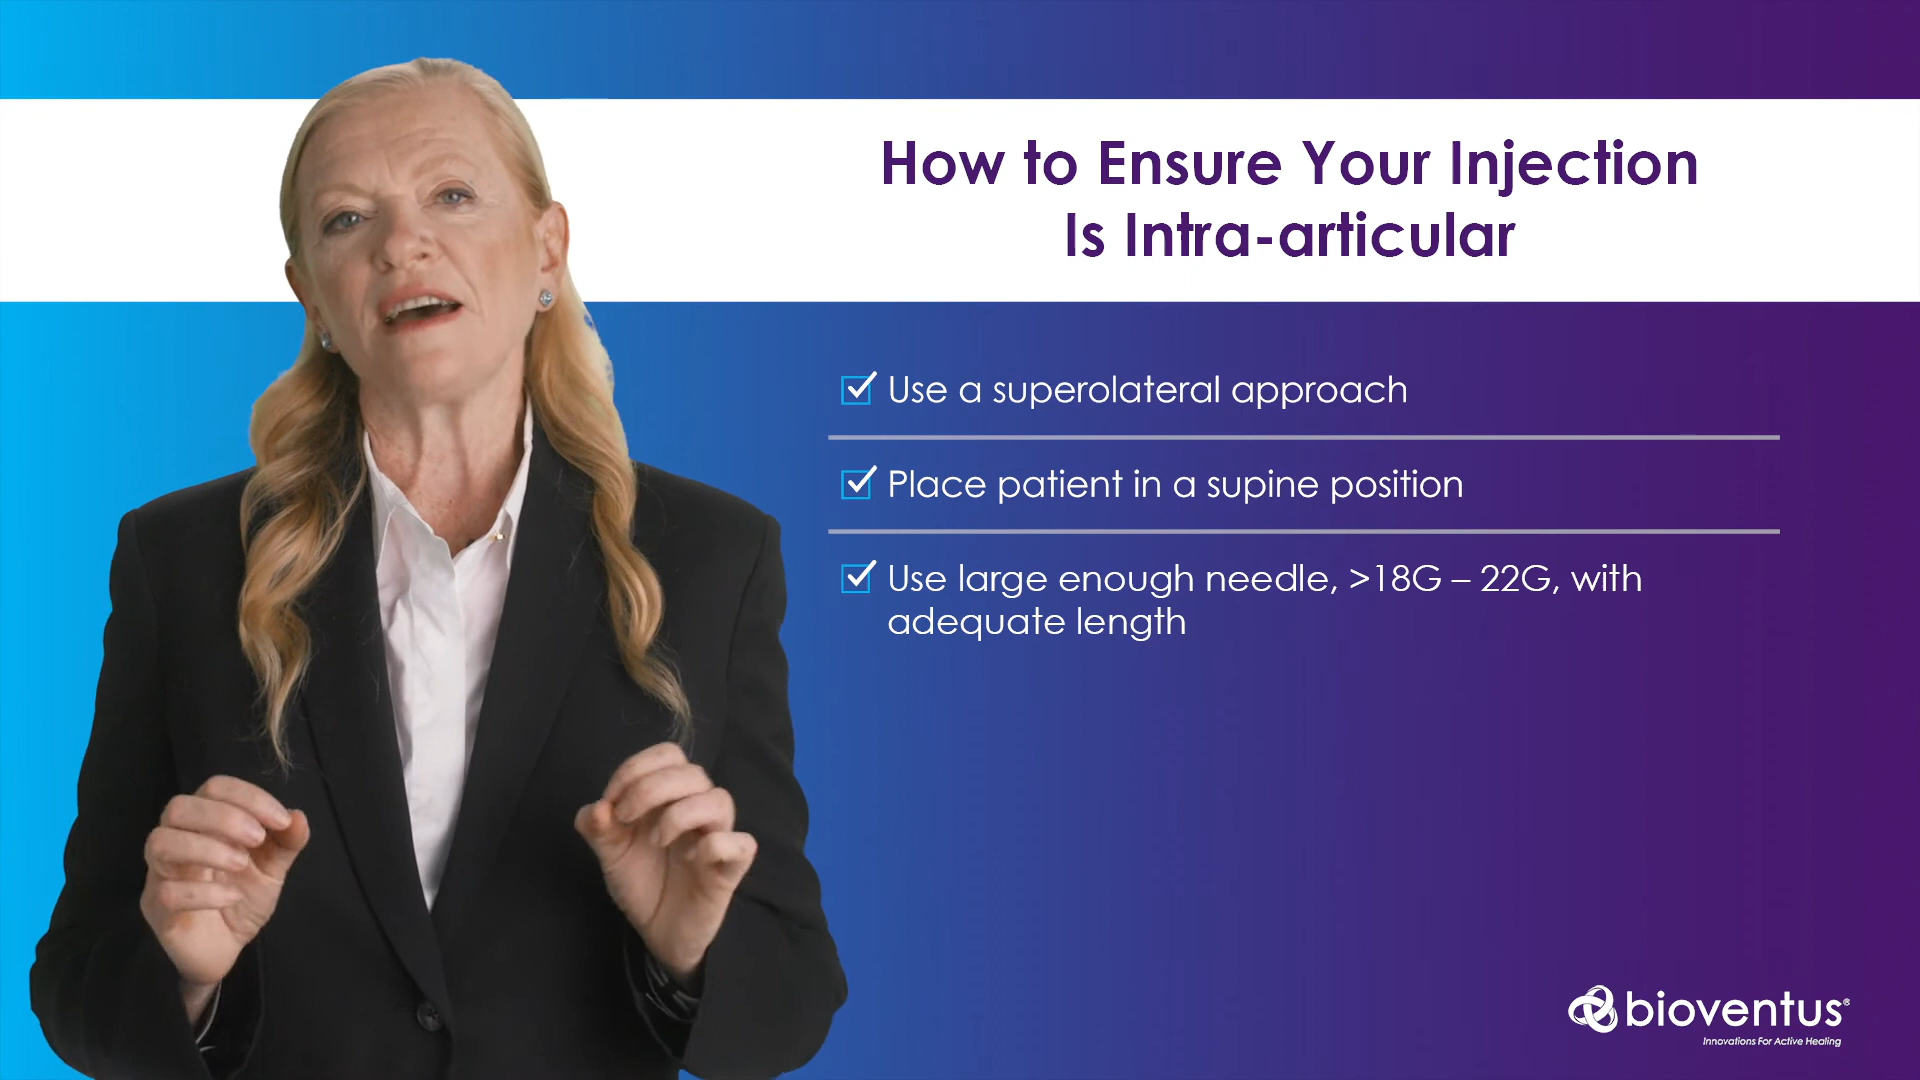 How to Ensure Your Injection
Is Intra-articular
Use a superolateral approach
Place patient in a supine position
Use large enough needle, >18G – 22G, with
adequate length
bioventus®
Innovations For Active Healing